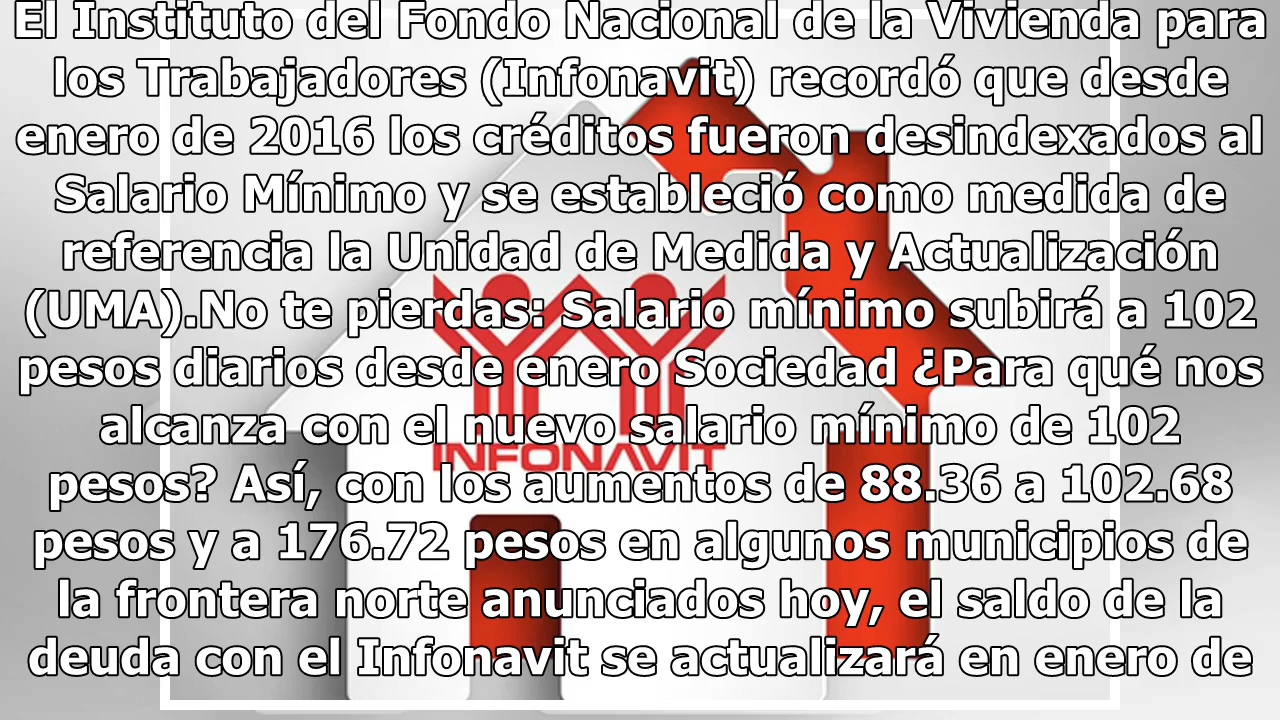 El Instituto del Fondo Nacional de la Vivienda para
los Trabajadores (Infonavit) recordó que desde
enero de 2016 los créditos fueron desindexados al
Salario Mínimo y se estableció como medida de
referencia la Unidad de Medida y Actualización
(UMA).No te pierdas: Salario mínimo subirá a 102
pesos diarios desde enero Sociedad ¿Para qué nos
alcanza con el nuevo salario mínimo de 102
INFONAVIT
pesos? Así, con los aumentos de 88.36 a 102.68
pesos y a 176.72 pesos en algunos municipios de
la frontera norte anunciados hoy, el saldo de la
deuda con el Infonavit se actualizará en enero de